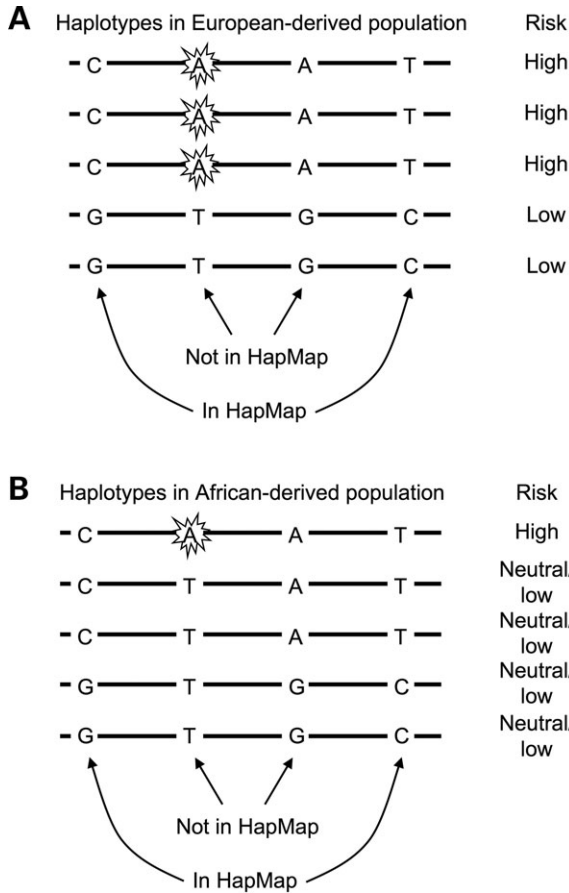 A Haplotypes in European-derived population Risk
C A A T High
C A A T High
C A A T High
G T G C Low
G T G C Low
Not in HapMap
In HapMap
B Haplotypes in African-derived population Risk
C A A T High
C T A T Neutral/
low
C T A T Neutral/
low
G T G C Neutral/
low
G T G C Neutral/
low
Not in HapMap
In HapMap